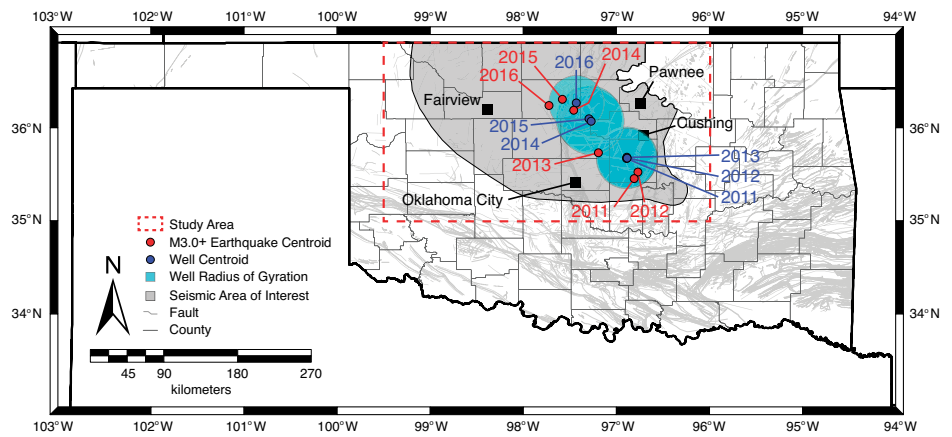 103°W 102°W 101°W 100°W 99°W 98°W 97°W 96°W 95°W 94°W
2015 2016 2014
2016
Pawnee
Fairview
36°N 36°N
2015
Cushing
2014
2013
2013
2012
2011
Oklahoma City
2011 2012
35°N 35°N
Study Area
M3.0+ Earthquake Centroid
Well Centroid
Well Radius of Gyration
Seismic Area of Interest
Fault
County
N
34°N 34°N
45 90 180 270
kilometers
103°W 102°W 101°W 100°W 99°W 98°W 97°W 96°W 95°W 94°W